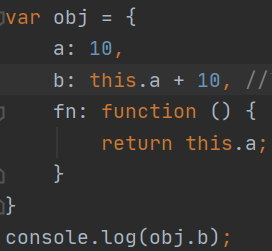 var obj = {
    a: 10,
    b: this.a + 10, //
    fn: function () {
        return this.a;
    }
}
console.log(obj.b);